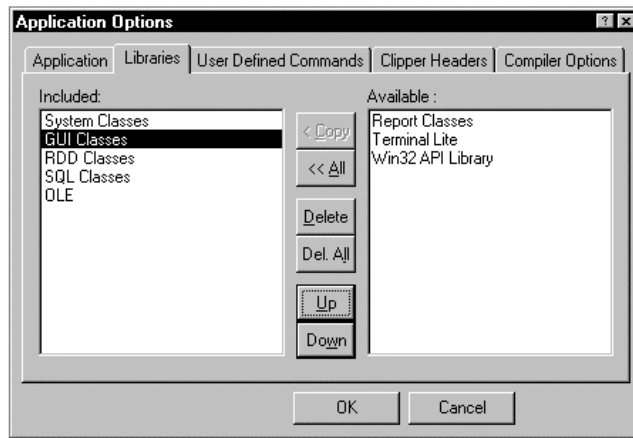 Application Options
Application Libraries User Defined Commands Clipper Headers Compiler Options
Included:
System Classes
GUI Classes
RDD Classes
SQL Classes
OLE
< Copy
<< All
Delete
Del. All
Up
Down
Available :
Report Classes
Terminal Lite
Win32 API Library
OK Cancel